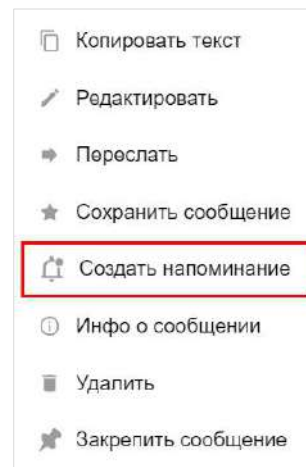 Копировать текст
Редактировать
Переслать
Сохранить сообщение
Создать напоминание
Инфо о сообщении
Удалить
Закрепить сообщение